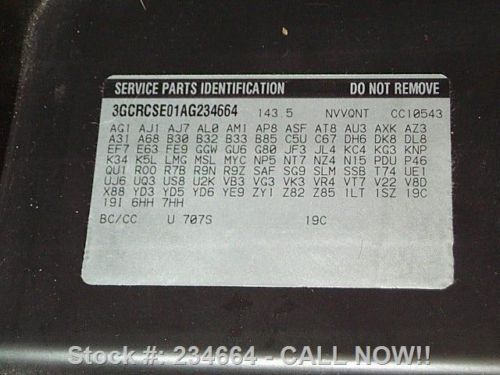 SERVICE PARTS IDENTIFICATION DO NOT REMOVE
3GCRCSE01AG234664 143.5 NVVQNT CC10543
AG1 AJ1 AJ7 AL0 AM1 AP8 ASF AT8 AU3 AXK AZ3
A31 A68 B30 B32 B33 B85 C5U C67 DH6 DK8 DL8
EF7 E63 FE9 GGW GU6 G80 JF3 JL4 KC4 KG3 KNP
K34 K5L LMG MSL MYC NP5 NT7 NZ4 N15 PDU P46
QU1 R00 R7B R9N R9Z SAF SG9 SLM SSB T74 UE1
UJ6 UQ3 US8 U2K VB3 VG3 VK3 VR4 VT7 V22 V8D
X88 YD3 YD5 YD6 YE9 ZY1 Z82 Z85 1LT 1SZ 19C
19I 6HH 7HH
BC/CC U 707S 19C
Stock #: 234664 - CALL NOW!!